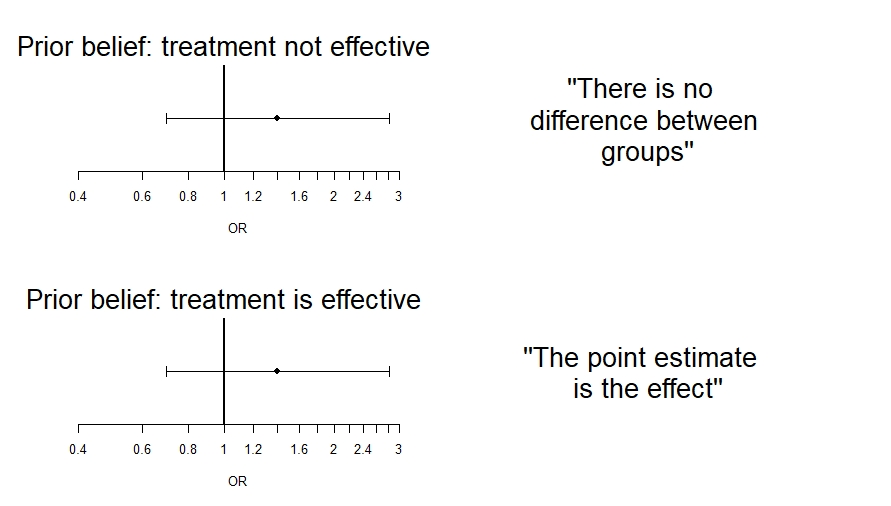 Prior belief: treatment not effective
"There is no
difference between
groups"
0.4 0.6 0.8 1 1.2 1.6 2 2.4 3
OR
Prior belief: treatment is effective
"The point estimate
is the effect"
0.4 0.6 0.8 1 1.2 1.6 2 2.4 3
OR